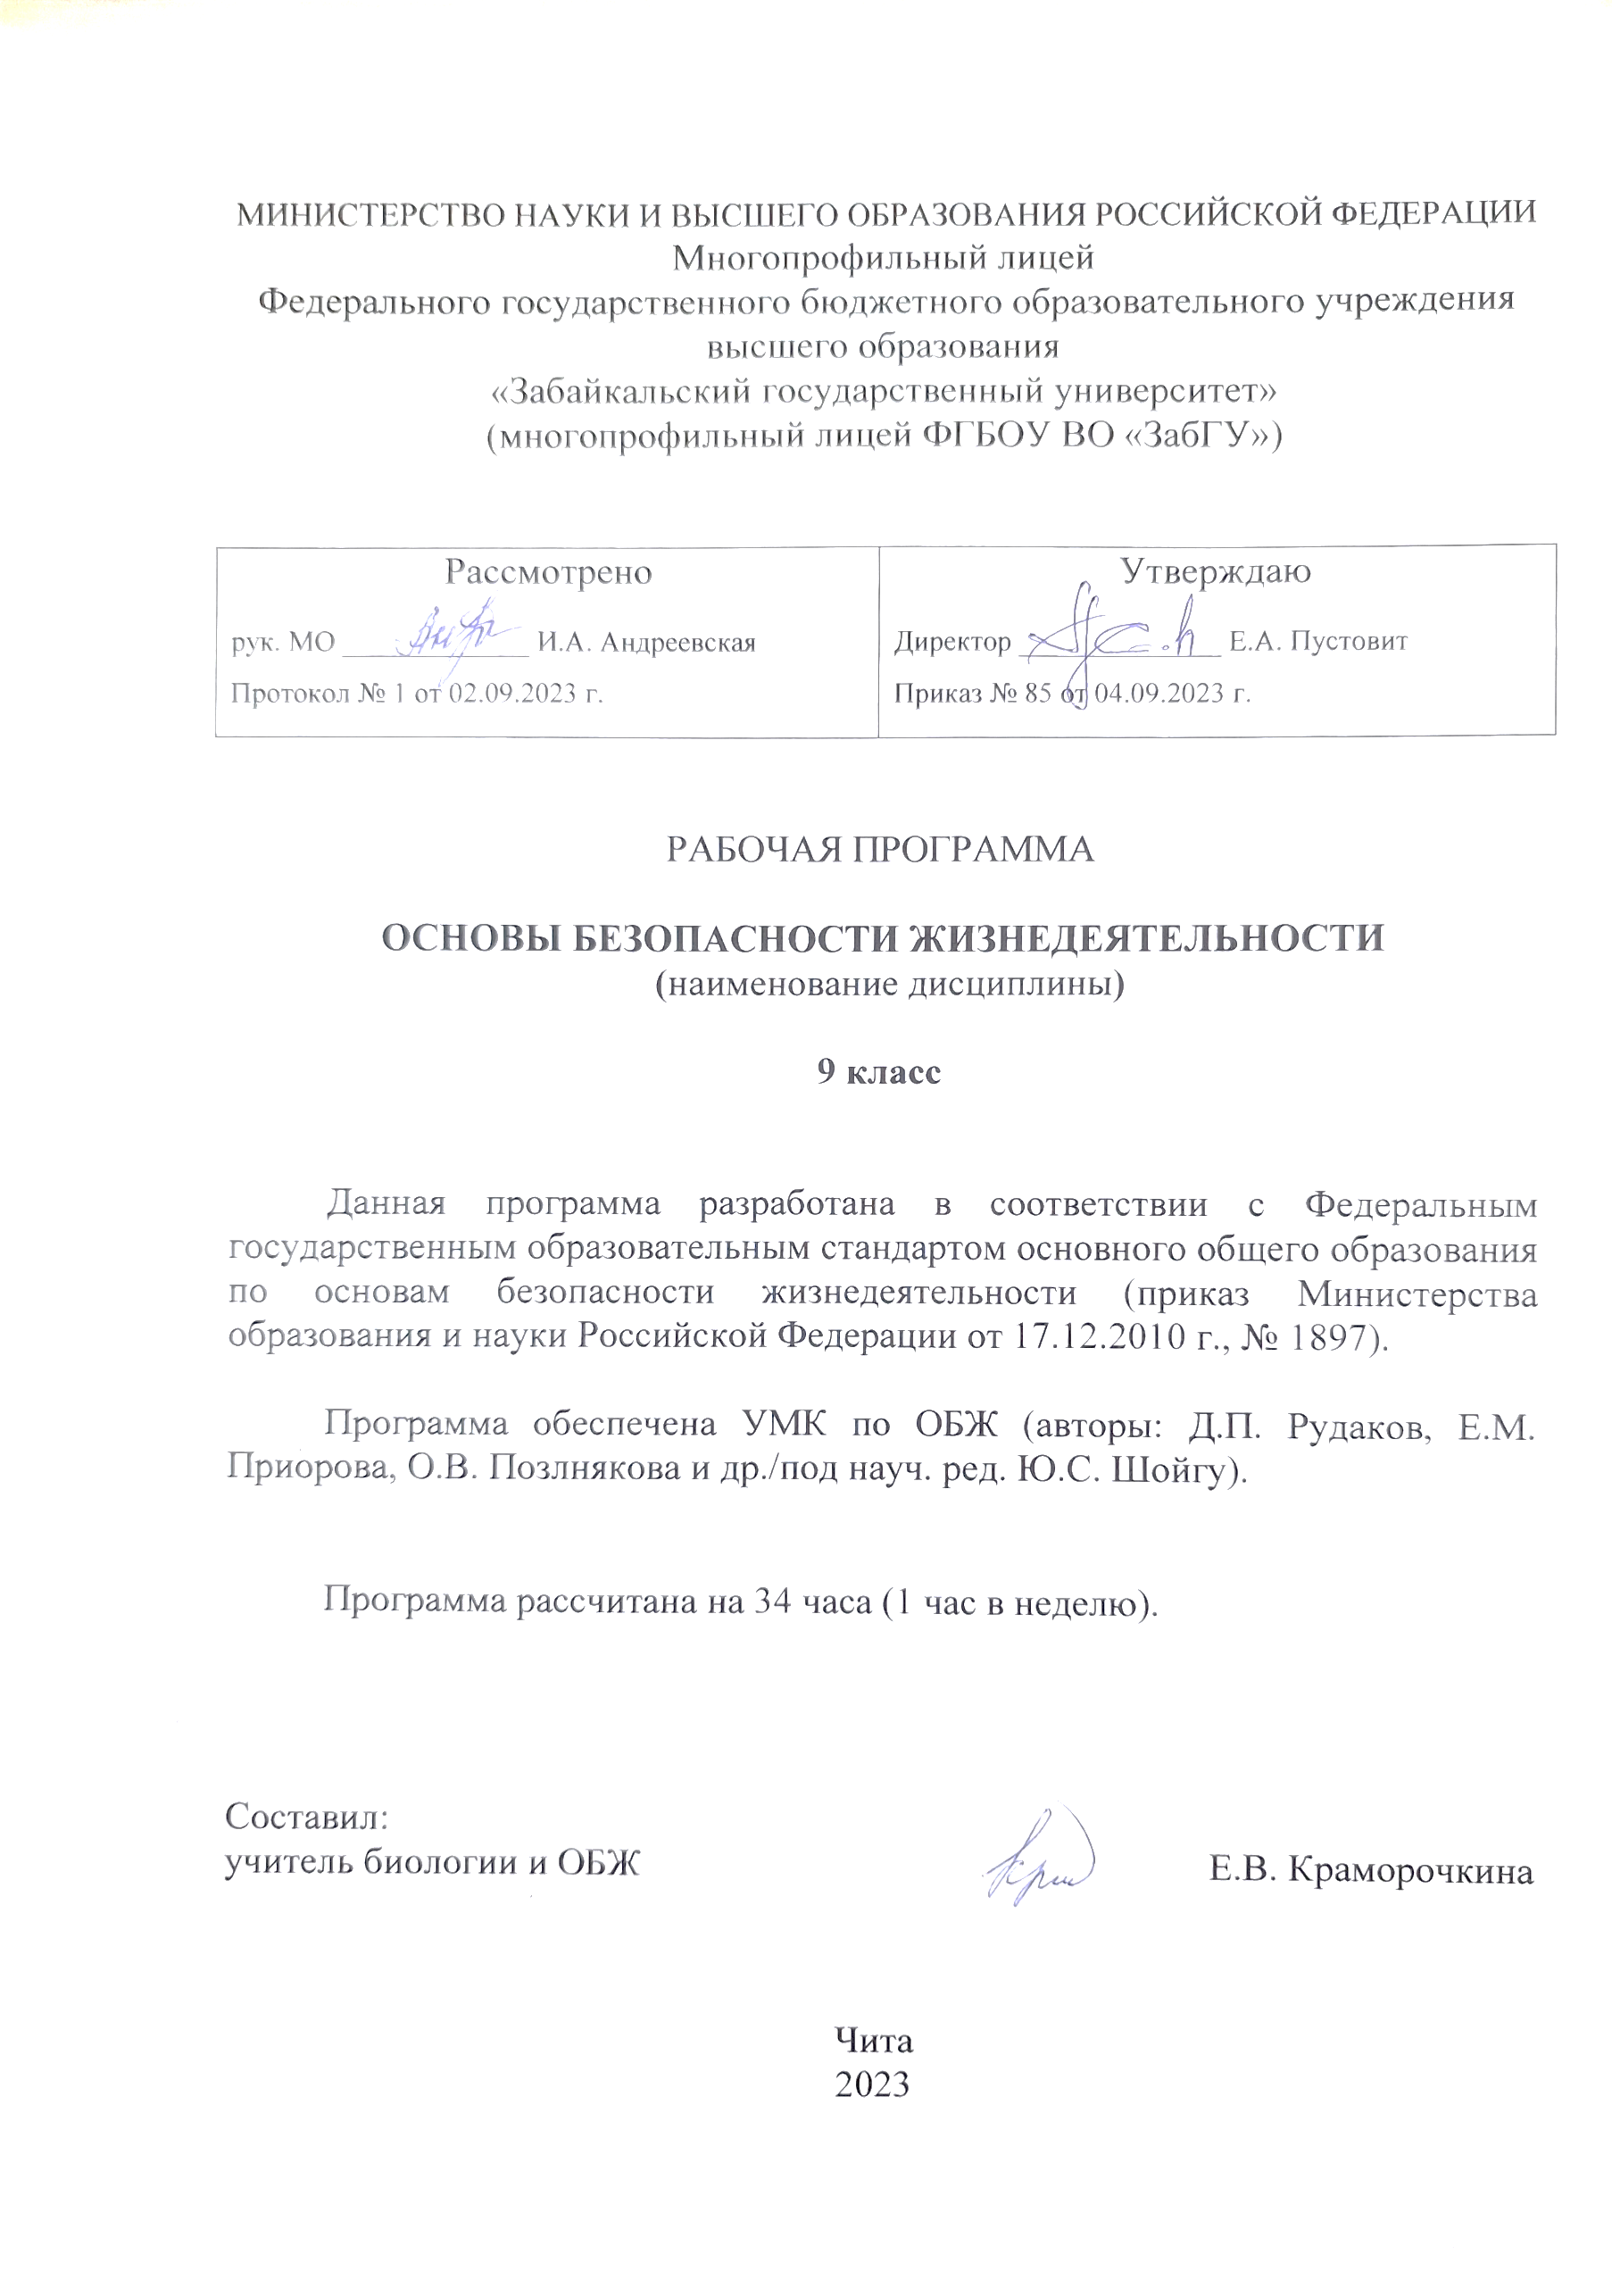 МИНИСТЕРСТВО НАУКИ И ВЫСШЕГО ОБРАЗОВАНИЯ РОССИЙСКОЙ ФЕДЕРАЦИИ
Многопрофильный лицей
Федерального государственного бюджетного образовательного учреждения
высшего образования
«Забайкальский государственный университет»
(многопрофильный лицей ФГБОУ ВО «ЗабГУ»)
Рассмотрено
рук. МО ____________ И.А. Андреевская
Протокол № 1 от 02.09.2023 г.
Утверждаю
Директор ____________ Е.А. Пустовит
Приказ № 85 от 04.09.2023 г.
РАБОЧАЯ ПРОГРАММА
ОСНОВЫ БЕЗОПАСНОСТИ ЖИЗНЕДЕЯТЕЛЬНОСТИ
(наименование дисциплины)
9 класс
Данная программа разработана в соответствии с Федеральным
государственным образовательным стандартом основного общего образования
по основам безопасности жизнедеятельности (приказ Министерства
образования и науки Российской Федерации от 17.12.2010 г., № 1897).
Программа обеспечена УМК по ОБЖ (авторы: Д.П. Рудаков, Е.М.
Приорова, О.В. Позлнякова и др./под науч. ред. Ю.С. Шойгу).
Программа рассчитана на 34 часа (1 час в неделю).
Составил:
учитель биологии и ОБЖ Е.В. Краморочкина
Чита
2023